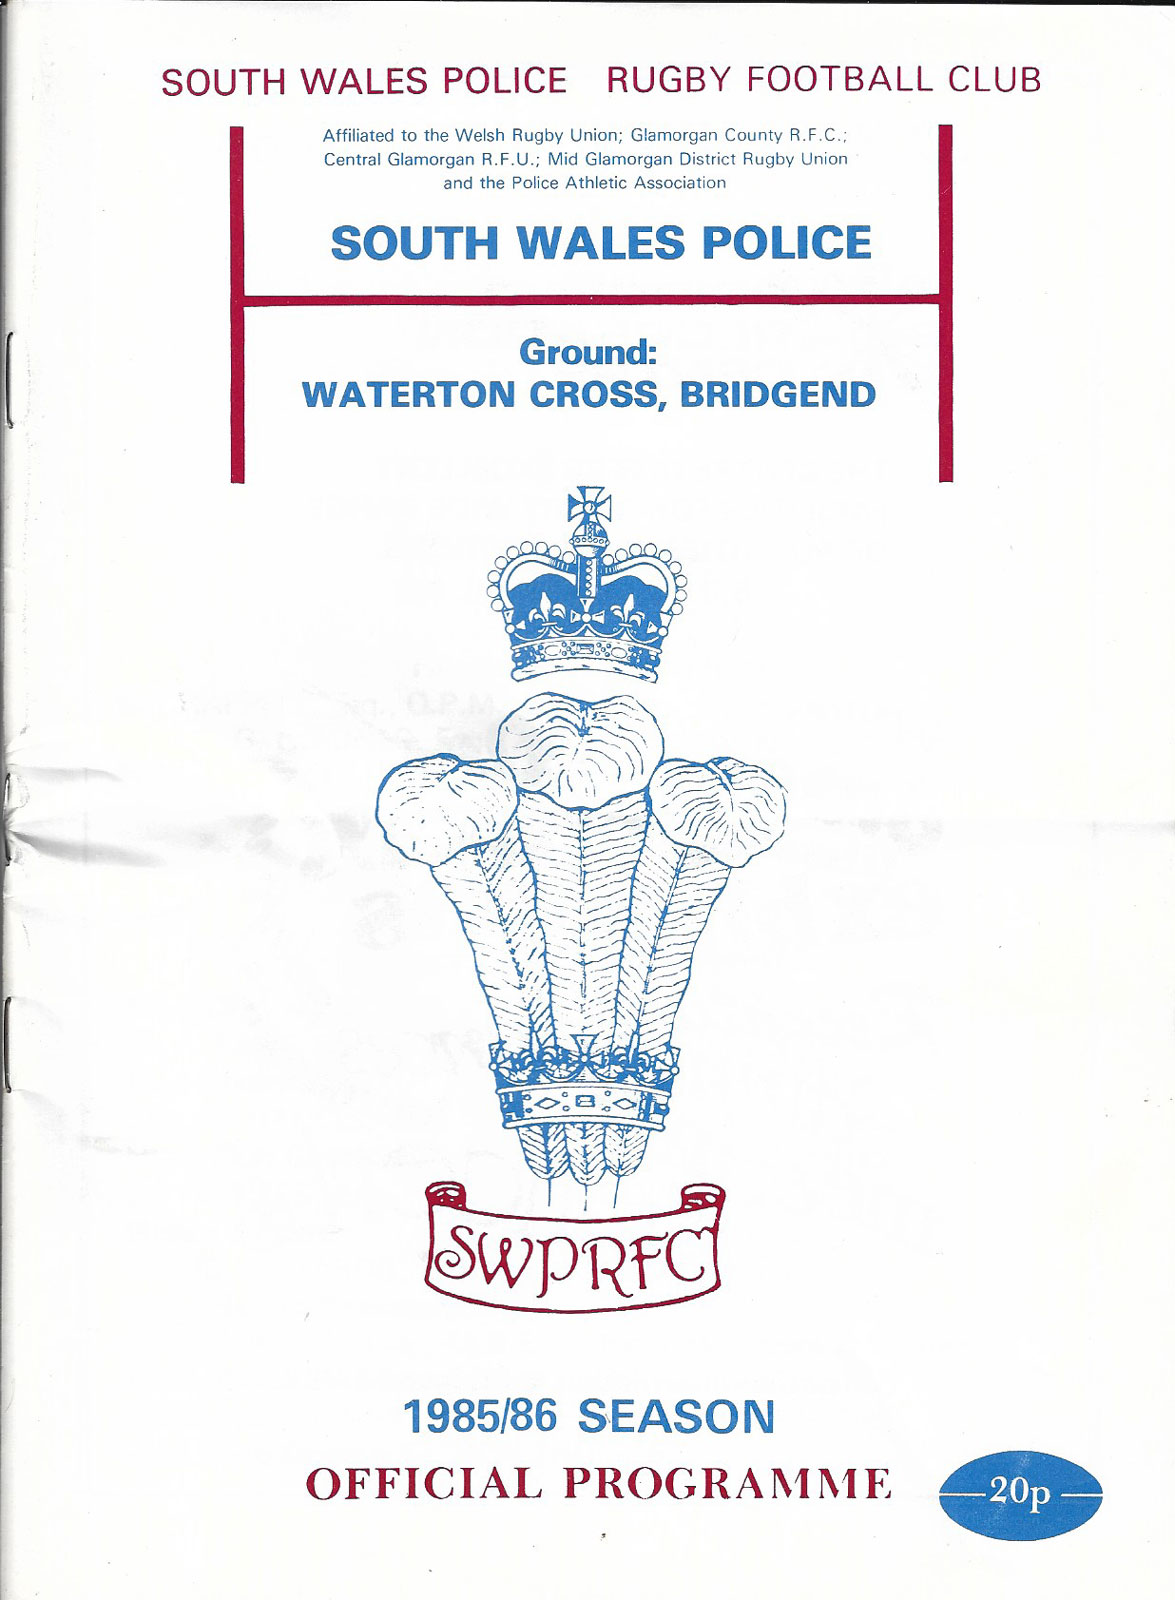 SOUTH WALES POLICE RUGBY FOOTBALL CLUB
Affiliated to the Welsh Rugby Union; Glamorgan County R.F.C.;
Central Glamorgan R.F.U.; Mid Glamorgan District Rugby Union
and the Police Athletic Association
SOUTH WALES POLICE
Ground:
WATERTON CROSS, BRIDGEND
SWPRFC
1985/86 SEASON
OFFICIAL PROGRAMME
20p